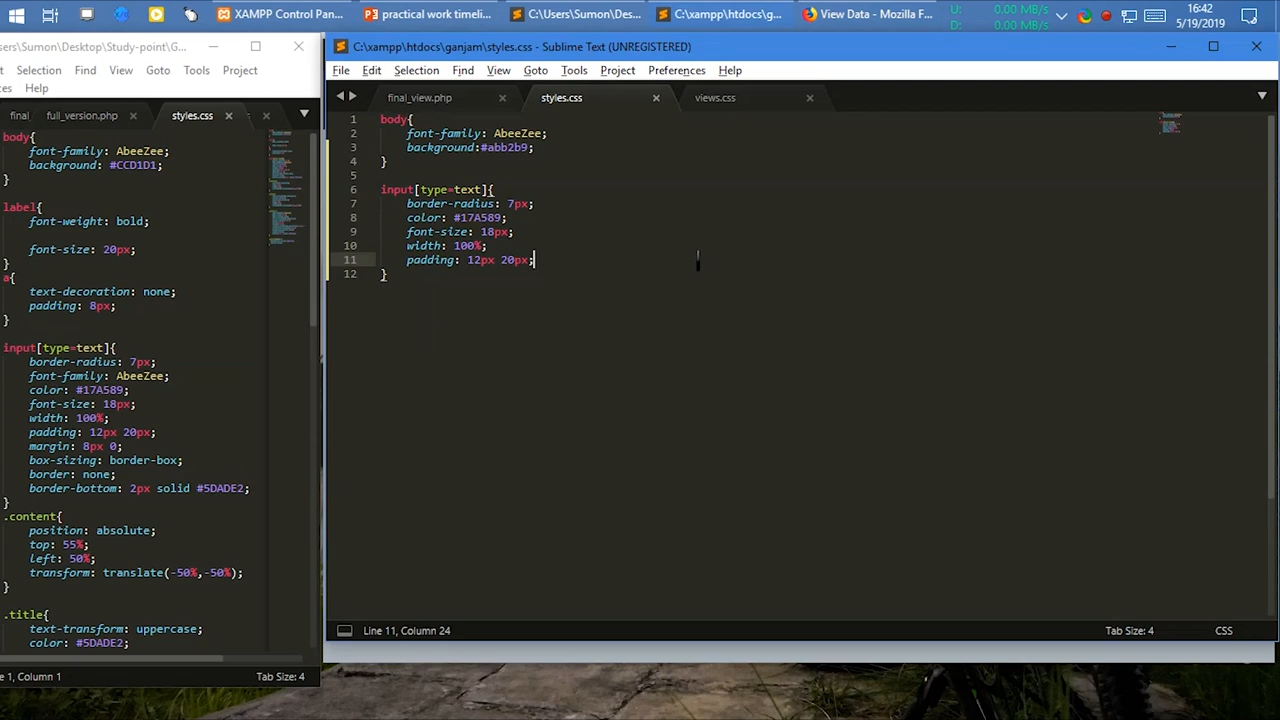 XAMPP Control Pan...
practical work timeli...
C:\Users\Sumon\Des...
C:\xampp\htdocs\g...
View Data - Mozilla F...
U: 0.00 MB/s
D: 0.00 MB/s
16:42
5/19/2019
ers\Sumon\Desktop\Study-point\G...
t Selection Find View Goto Tools Project
es Help
final full_version.php styles.css
body{
font-family: AbeeZee;
background: #CCD1D1;
}
label{
font-weight: bold;
font-size: 20px;
}
a{
text-decoration: none;
padding: 8px;
}
input[type=text]{
border-radius: 7px;
font-family: AbeeZee;
color: #17A589;
font-size: 18px;
width: 100%;
padding: 12px 20px;
margin: 8px 0;
box-sizing: border-box;
border: none;
border-bottom: 2px solid #5DADE2;
}
.content{
position: absolute;
top: 55%;
left: 50%;
transform: translate(-50%,-50%);
}
.title{
text-transform: uppercase;
color: #5DADE2;
e 1, Column 1 Tab Size: 4
C:\xampp\htdocs\ganjam\styles.css - Sublime Text (UNREGISTERED)
File Edit Selection Find View Goto Tools Project Preferences Help
final_view.php styles.css views.css
1 body{
2 font-family: AbeeZee;
3 background:#abb2b9;
4 }
5
6 input[type=text]{
7 border-radius: 7px;
8 color: #17A589;
9 font-size: 18px;
10 width: 100%;
11 padding: 12px 20px;
12 }
Line 11, Column 24 Tab Size: 4 CSS